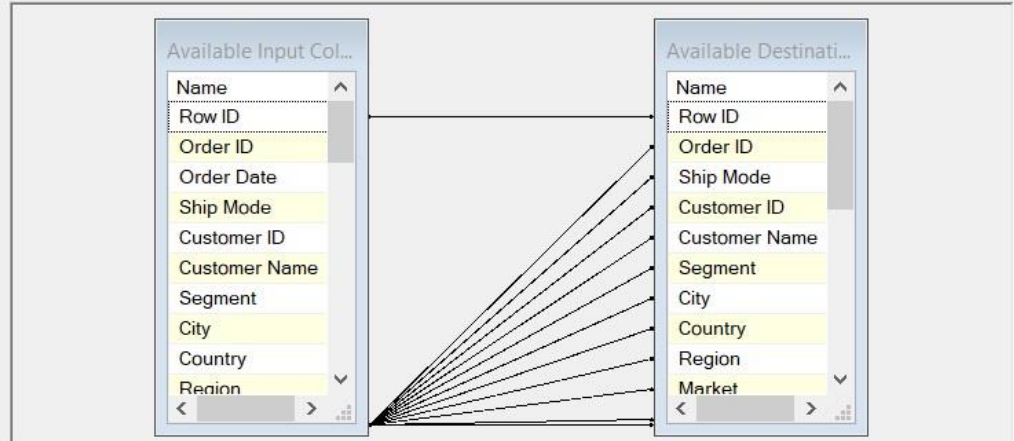 Available Input Col...
Name
Row ID
Order ID
Order Date
Ship Mode
Customer ID
Customer Name
Segment
City
Country
Region
Available Destinati...
Name
Row ID
Order ID
Ship Mode
Customer ID
Customer Name
Segment
City
Country
Region
Market